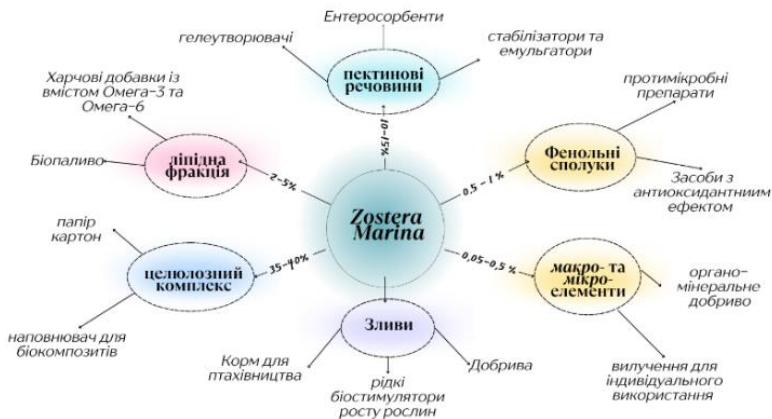 Ентеросорбенти
гелеутворювачі
стабілізатори та
емульгатори
пектинові
речовини
Харчові добавки із
вмістом Омега-3 та
Омега-6
протимікробні
препарати
10-15%
Біопаливо
ліпідна
фракція
2-5%
Фенольні
сполуки
0,5 - 1 %
Засоби з
антиоксидантниим
ефектом
Zostera
Marina
папір
картон
целюлозний
комплекс
35-40%
0,05-0,5 %
макро- та
мікро-
елементи
органо-
мінеральне
добриво
наповнювач для
біокомпозитів
Зливи
Корм для
птахівництва
рідкі
біостимулятори
росту рослин
Добрива
вилучення для
індивідуального
використання